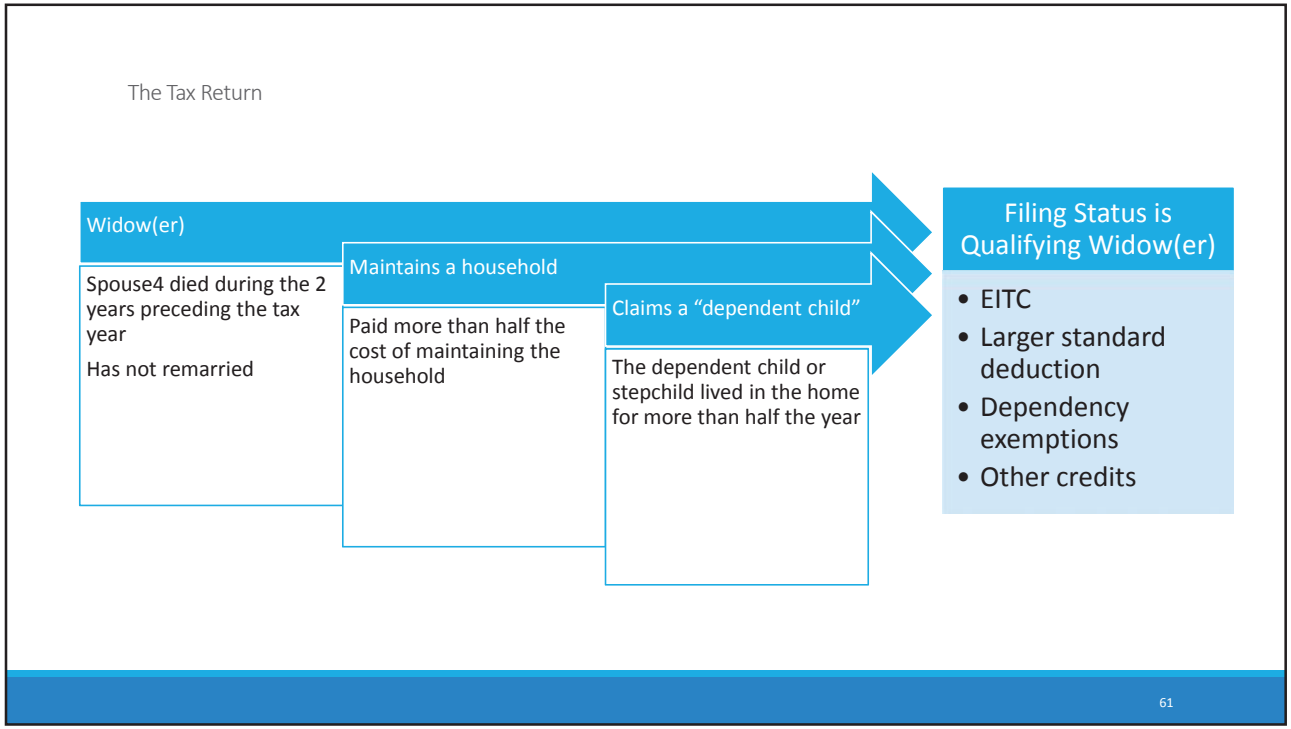 The Tax Return
Widow(er)
Spouse4 died during the 2
years preceding the tax
year
Has not remarried
Maintains a household
Paid more than half the
cost of maintaining the
household
Claims a “dependent child”
The dependent child or
stepchild lived in the home
for more than half the year
Filing Status is
Qualifying Widow(er)
• EITC
• Larger standard
deduction
• Dependency
exemptions
• Other credits
61